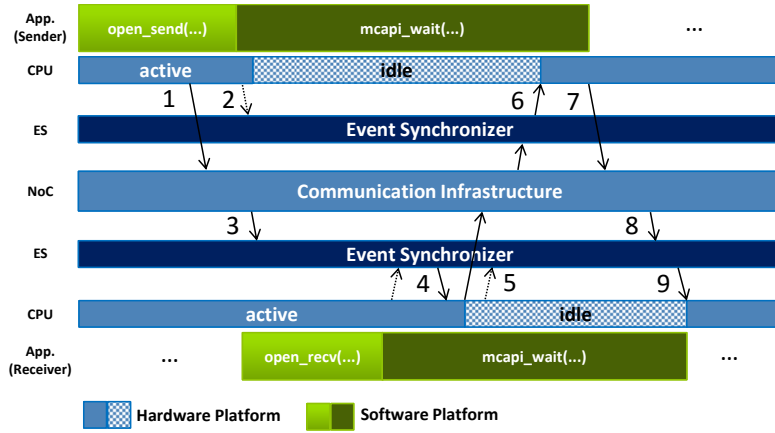 App.
(Sender)
open_send(...)
mcapi_wait(...)
...
CPU
active
idle
1
2
6
7
ES
Event Synchronizer
NoC
Communication Infrastructure
3
8
ES
Event Synchronizer
4
5
9
CPU
active
idle
App.
(Receiver)
...
open_recv(...)
mcapi_wait(...)
...
Hardware Platform
Software Platform